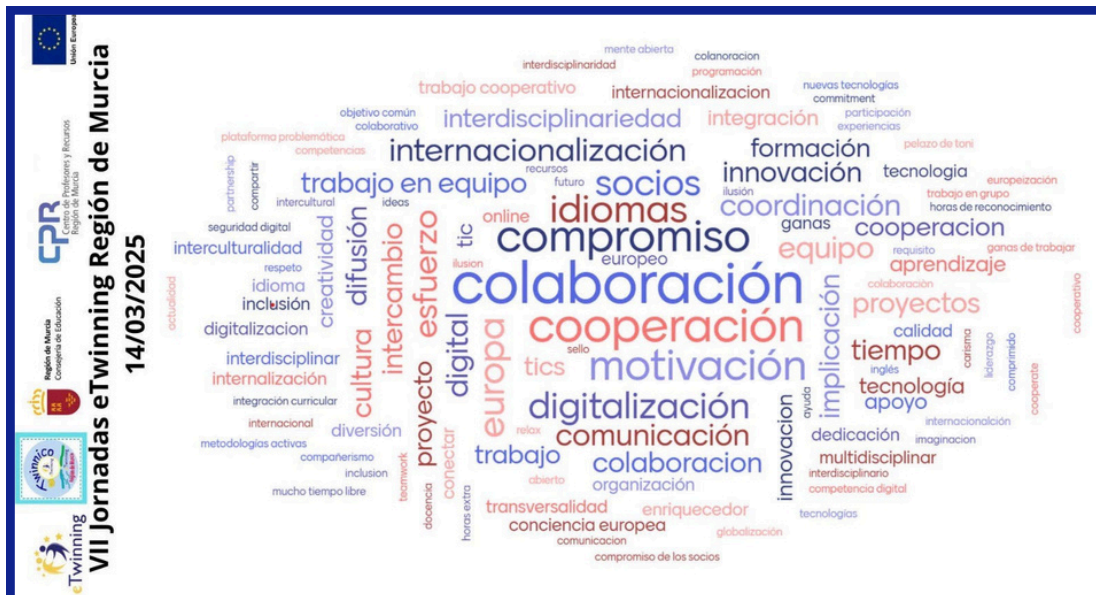 VII Jornadas eTwinning Región de Murcia
14/03/2025
Unión Europea
CPR
Centro de Profesores y Recursos
Región de Murcia
Región de Murcia
Consejería de Educación
eTwinning
mente abierta
colanoracion
interdisciplinaridad
programación
trabajo cooperativo
internacionalizacion
nuevas tecnologías
commitment
objetivo común
colaborativo
interdisciplinariedad
integración
participación
experiencias
plataforma problemática
competencias
internacionalización
formación
pelazo de toni
partnership
compartir
recursos
innovación
tecnologia
europeización
intercultural
trabajo en equipo
ideas
futuro
socios
ilusión
coordinación
trabajo en grupo
horas de reconocimiento
seguridad digital
creatividad
difusión
online
tic
idiomas
ganas
cooperacion
interculturalidad
intercambio
esfuerzo
compromiso
equipo
requisito
ganas de trabajar
respeto
ilusion
europeo
aprendizaje
idioma
colaboración
colaboración
cooperativo
actualidad
inclusión
digital
implicación
proyectos
digitalizacion
cultura
europa
cooperación
calidad
carisma
liderazgo
comprimido
interdisciplinar
sello
tiempo
internalización
tics
motivación
inglés
cooperate
integración curricular
proyecto
tecnología
ayuda
apoyo
internacional
digitalización
internacionalción
diversión
relax
innovacion
dedicación
imaginacion
metodologías activas
conectar
comunicación
compañerismo
trabajo
multidisciplinar
inclusion
teamwork
colaboracion
interdisciplinario
mucho tiempo libre
abierto
organización
competencia digital
docencia
horas extra
transversalidad
enriquecedor
tecnologías
conciencia europea
globalización
comunicacion
compromiso de los socios